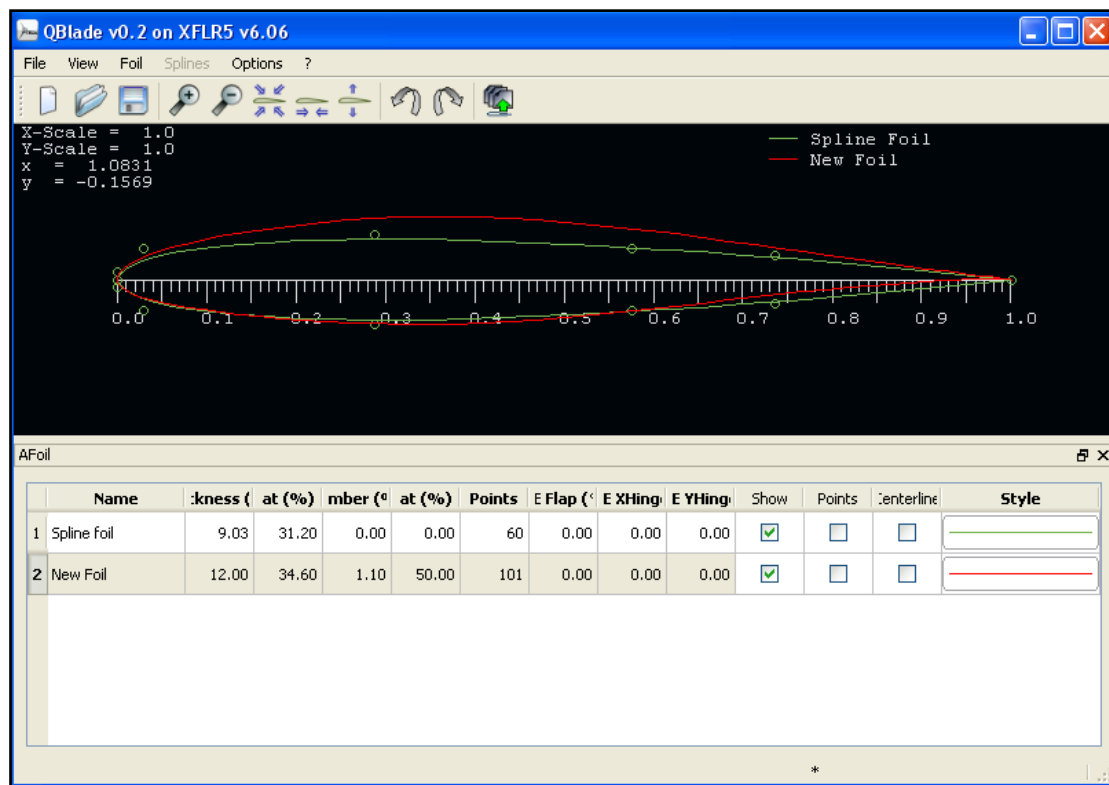 QBlade v0.2 on XFLR5 v6.06
File View Foil Splines Options ?
X-Scale = 1.0
Y-Scale = 1.0
x = 1.0831
y = -0.1569
Spline Foil
New Foil
0.0 0.1 0.2 0.3 0.4 0.5 0.6 0.7 0.8 0.9 1.0
AFoil
Name :kness ( at (%) mber (° at (%) Points E Flap (° E XHing E YHing Show Points Centerline Style
1 Spline foil 9.03 31.20 0.00 0.00 60 0.00 0.00 0.00
2 New Foil 12.00 34.60 1.10 50.00 101 0.00 0.00 0.00
*